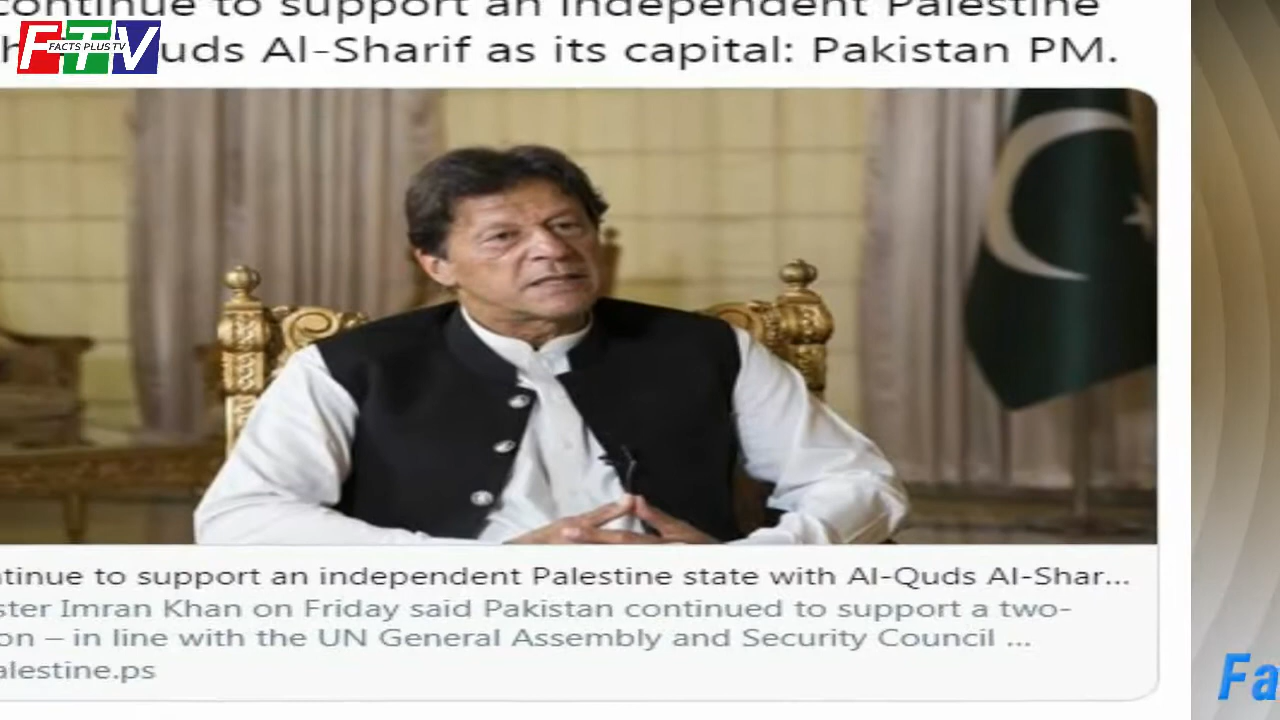 continue to support an independent Palestine
uds Al-Sharif as its capital: Pakistan PM.
FTV
FACTS PLUS TV
ntinue to support an independent Palestine state with Al-Quds Al-Shar...
ster Imran Khan on Friday said Pakistan continued to support a two-
on – in line with the UN General Assembly and Security Council ...
alestine.ps
Fa